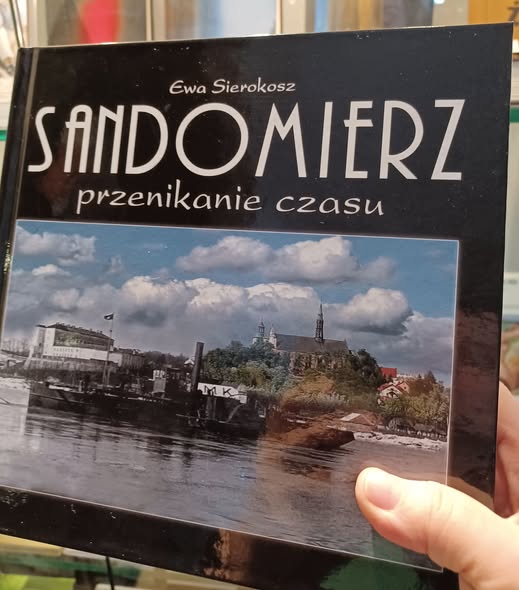 Ewa Sierokosz
SANDOMIERZ
przenikanie czasu